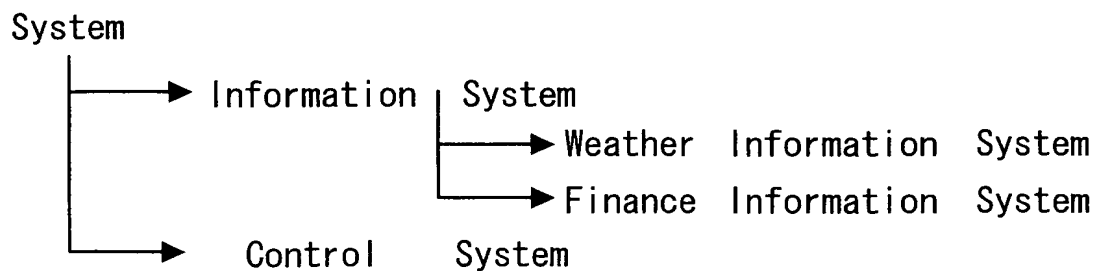 System
Information System
Weather Information System
Finance Information System
Control System